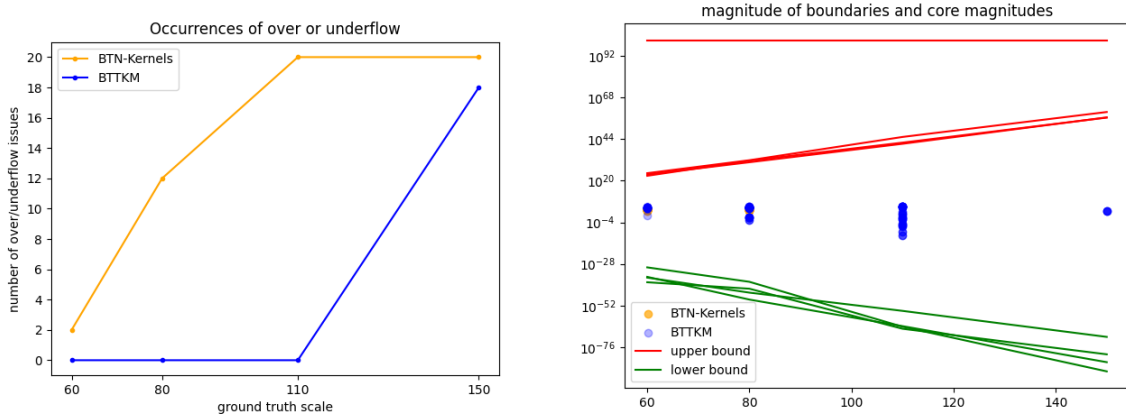 Occurrences of over or underflow
number of over/underflow issues
20
18
16
14
12
10
8
6
4
2
0
BTN-Kernels
BTTKM
60 80 110 150
ground truth scale
magnitude of boundaries and core magnitudes
10^92
10^68
10^44
10^20
10^-4
10^-28
10^-52
10^-76
BTN-Kernels
BTTKM
upper bound
lower bound
60 80 100 120 140